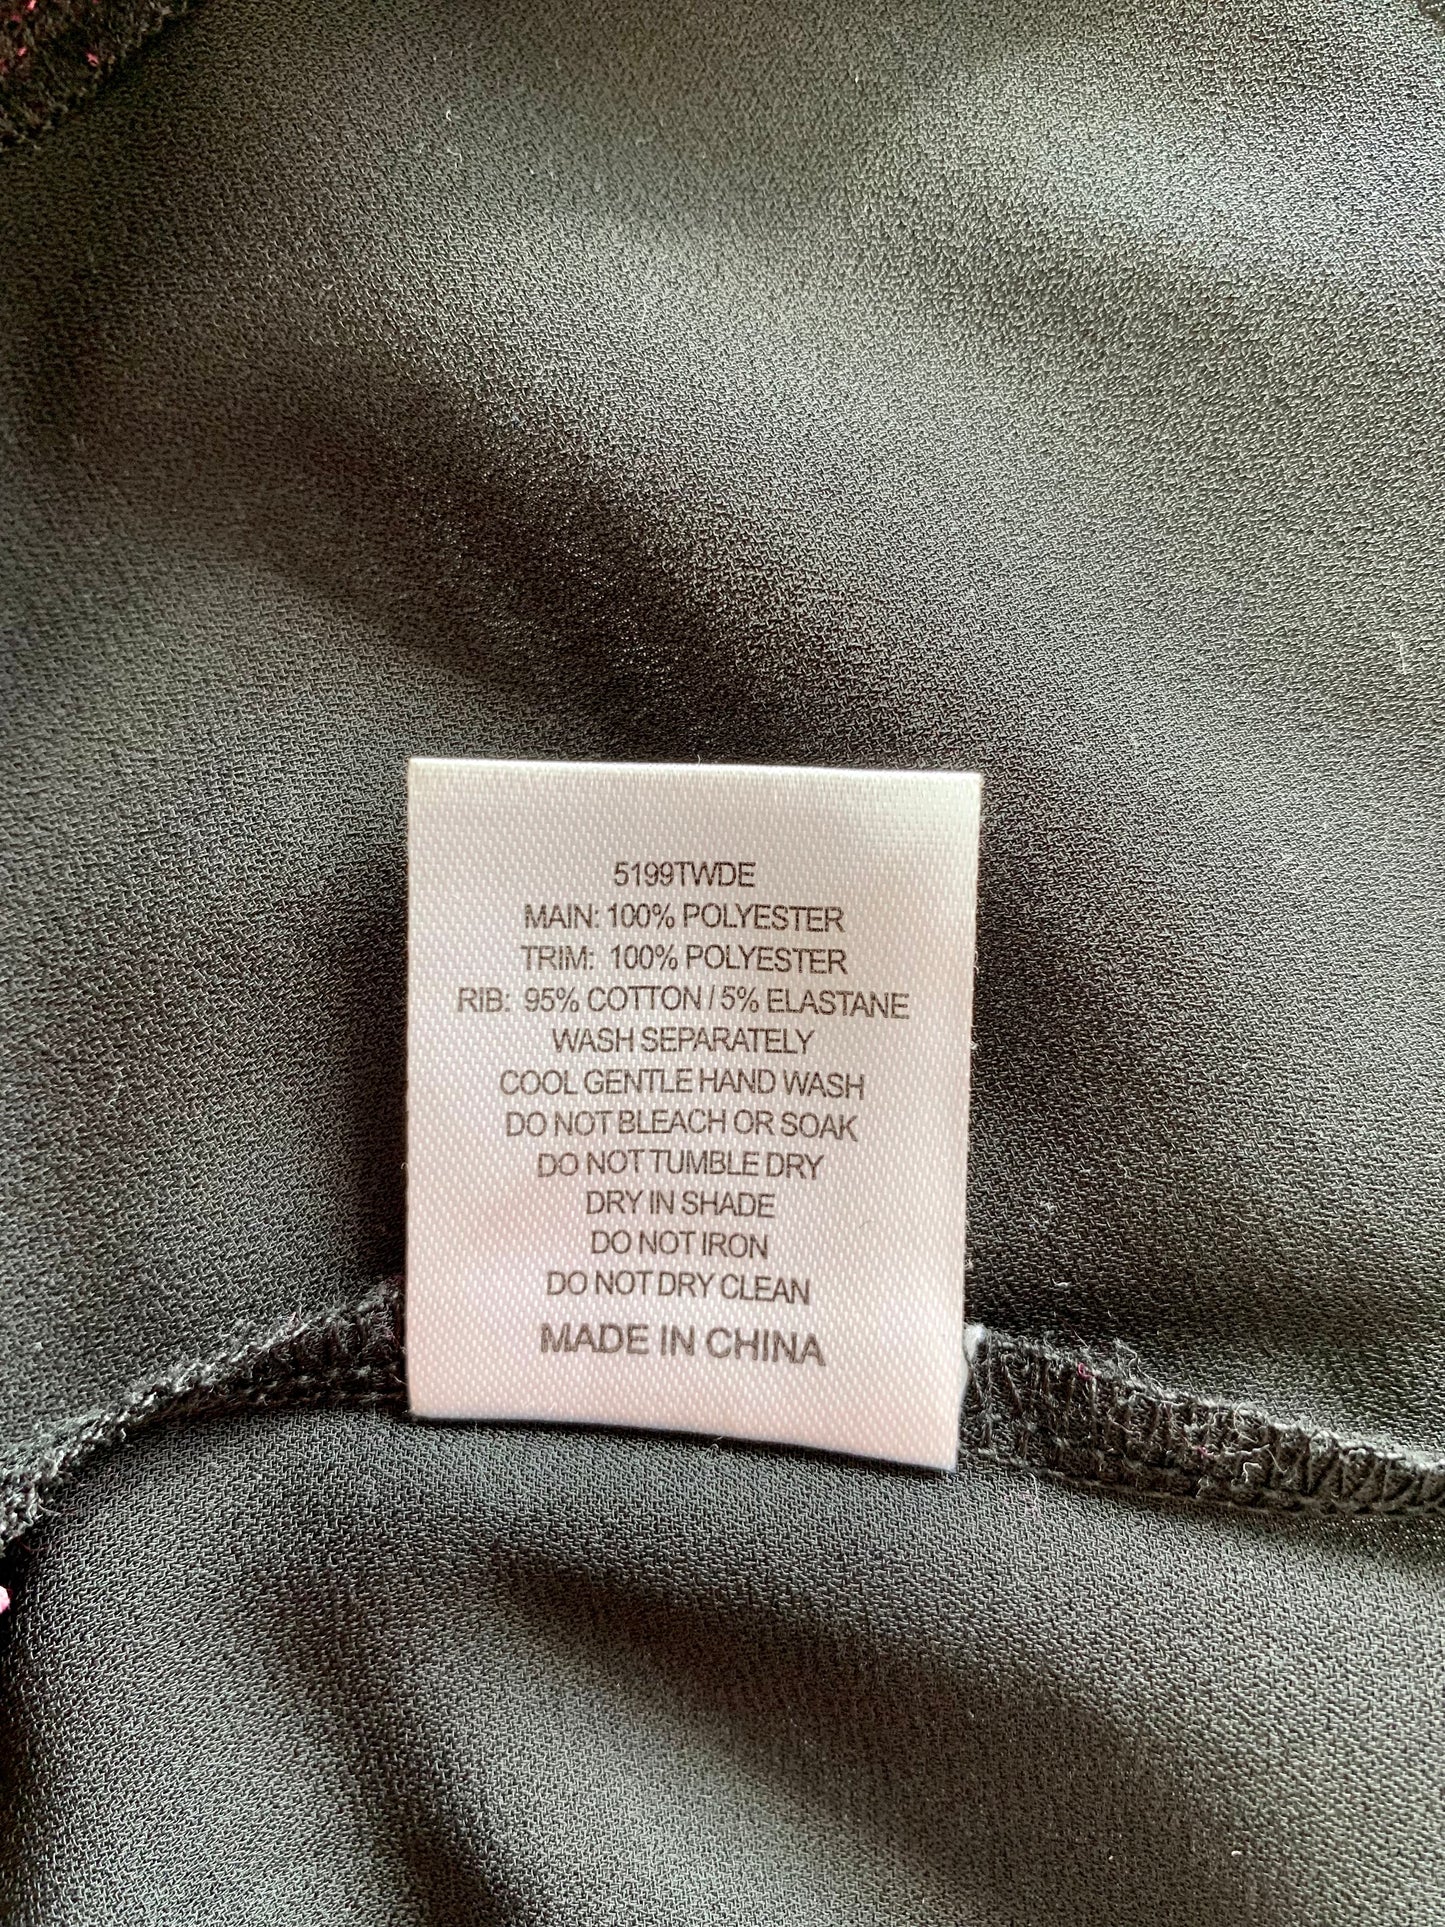 5199TWDE
MAIN: 100% POLYESTER
TRIM: 100% POLYESTER
RIB: 95% COTTON / 5% ELASTANE
WASH SEPARATELY
COOL GENTLE HAND WASH
DO NOT BLEACH OR SOAK
DO NOT TUMBLE DRY
DRY IN SHADE
DO NOT IRON
DO NOT DRY CLEAN
MADE IN CHINA